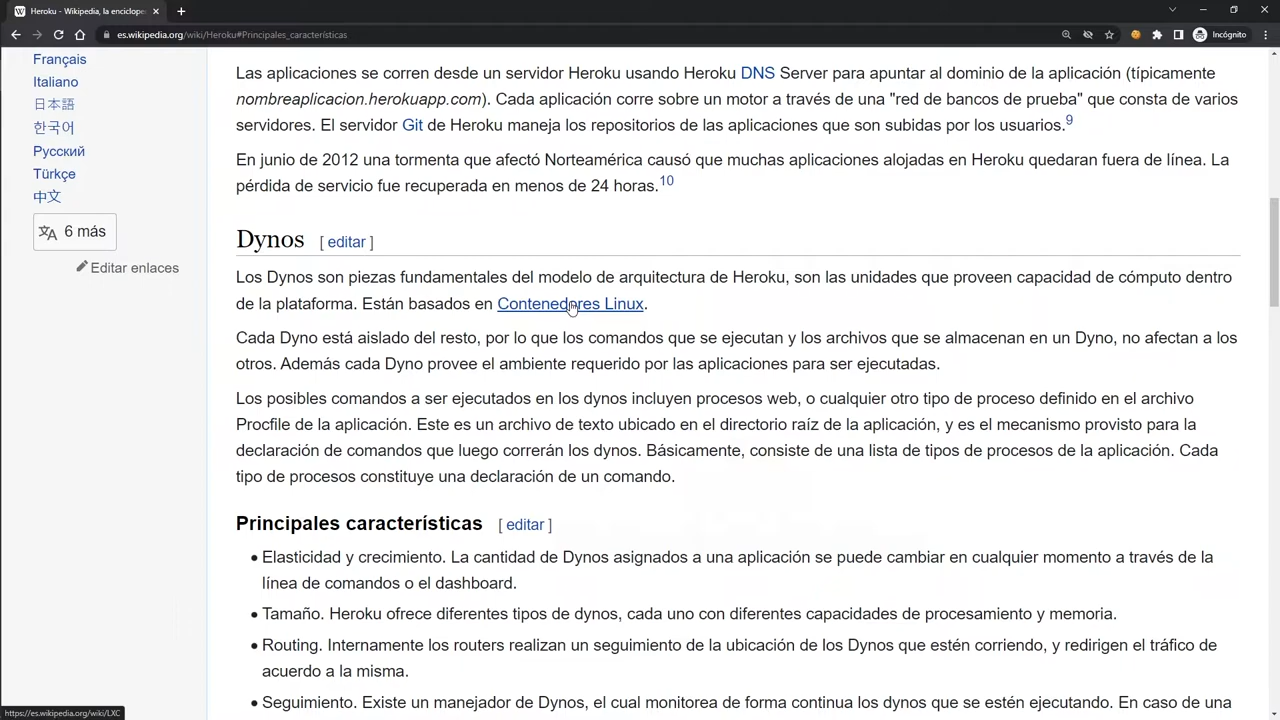 Heroku - Wikipedia, la encicloped
es.wikipedia.org/wiki/Heroku#Principales_características
Incógnito
Français
Italiano
日本語
한국어
Русский
Türkçe
中文
6 más
Editar enlaces
Las aplicaciones se corren desde un servidor Heroku usando Heroku DNS Server para apuntar al dominio de la aplicación (típicamente
nombreaplicacion.herokuapp.com). Cada aplicación corre sobre un motor a través de una "red de bancos de prueba" que consta de varios
servidores. El servidor Git de Heroku maneja los repositorios de las aplicaciones que son subidas por los usuarios.9
En junio de 2012 una tormenta que afectó Norteamérica causó que muchas aplicaciones alojadas en Heroku quedaran fuera de línea. La
pérdida de servicio fue recuperada en menos de 24 horas.10
Dynos [ editar ]
Los Dynos son piezas fundamentales del modelo de arquitectura de Heroku, son las unidades que proveen capacidad de cómputo dentro
de la plataforma. Están basados en Contenedores Linux.
Cada Dyno está aislado del resto, por lo que los comandos que se ejecutan y los archivos que se almacenan en un Dyno, no afectan a los
otros. Además cada Dyno provee el ambiente requerido por las aplicaciones para ser ejecutadas.
Los posibles comandos a ser ejecutados en los dynos incluyen procesos web, o cualquier otro tipo de proceso definido en el archivo
Procfile de la aplicación. Este es un archivo de texto ubicado en el directorio raíz de la aplicación, y es el mecanismo provisto para la
declaración de comandos que luego correrán los dynos. Básicamente, consiste de una lista de tipos de procesos de la aplicación. Cada
tipo de procesos constituye una declaración de un comando.
Principales características [ editar ]
• Elasticidad y crecimiento. La cantidad de Dynos asignados a una aplicación se puede cambiar en cualquier momento a través de la
línea de comandos o el dashboard.
• Tamaño. Heroku ofrece diferentes tipos de dynos, cada uno con diferentes capacidades de procesamiento y memoria.
• Routing. Internamente los routers realizan un seguimiento de la ubicación de los Dynos que estén corriendo, y redirigen el tráfico de
acuerdo a la misma.
• Seguimiento. Existe un manejador de Dynos, el cual monitorea de forma continua los dynos que se estén ejecutando. En caso de una
https://es.wikipedia.org/wiki/LXC